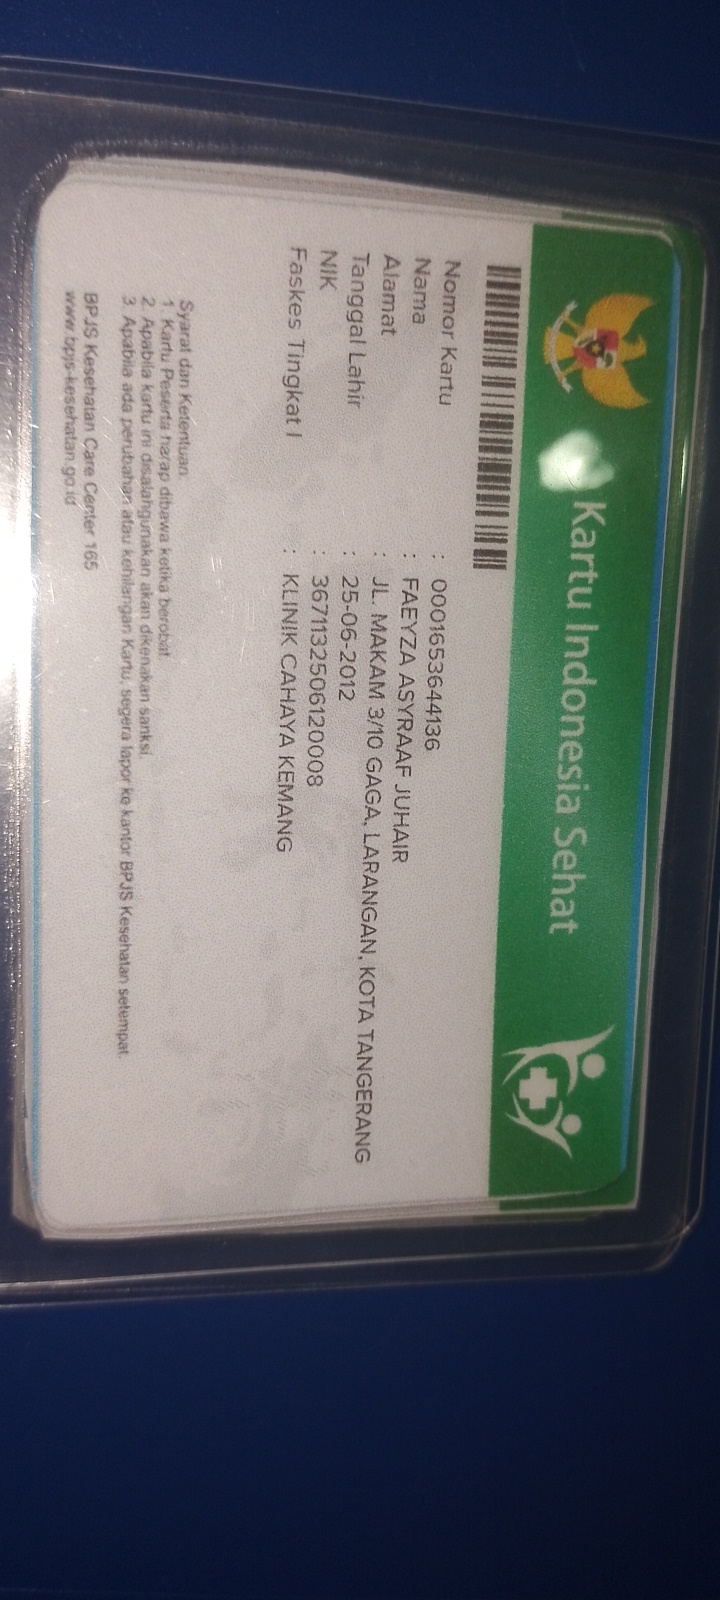 Kartu Indonesia Sehat
Nomor Kartu : 0001653644136
Nama : FAEYZA ASYRAAF JUHAIR
Alamat : JL. MAKAM 3/10 GAGA, LARANGAN, KOTA TANGERANG
Tanggal Lahir : 25-06-2012
NIK : 3671132506120008
Faskes Tingkat I : KLINIK CAHAYA KEMANG
Syarat dan Ketentuan
1. Kartu Peserta harap dibawa ketika berobat
2. Apabila kartu ini disalahgunakan akan dikenakan sanksi.
3. Apabila ada perubahan atau kehilangan Kartu, segera lapor ke kantor BPJS Kesehatan setempat.
BPJS Kesehatan Care Center 165
www.bpjs-kesehatan.go.id